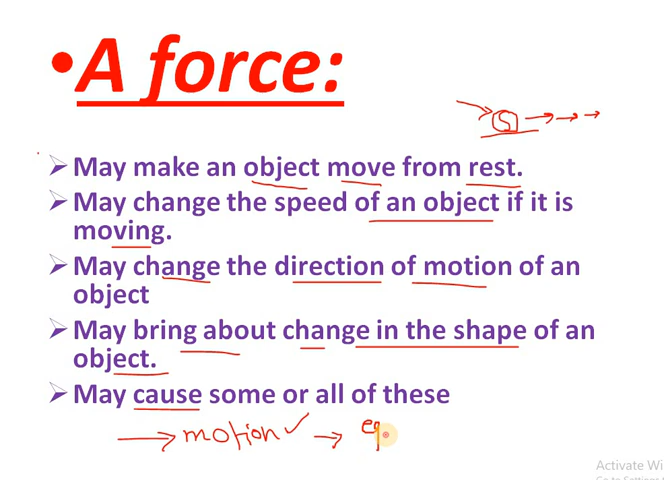 •A force:
S
➢May make an object move from rest.
➢May change the speed of an object if it is
moving.
➢May change the direction of motion of an
object
➢May bring about change in the shape of an
object.
➢May cause some or all of these
→ motion ✓ → eq
Activate Wi